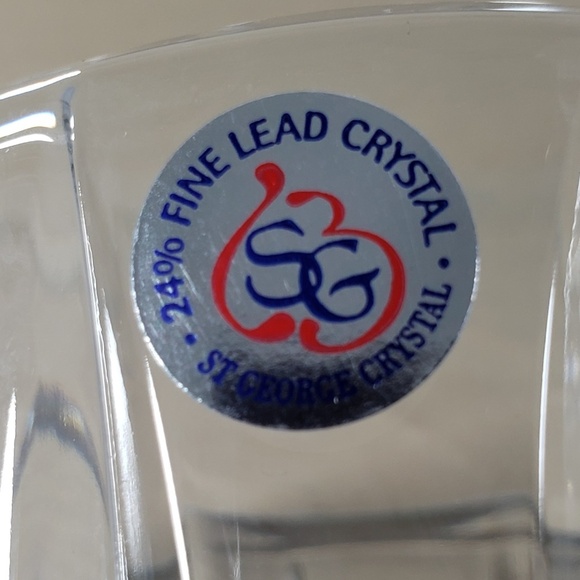 • 24% FINE LEAD CRYSTAL •
SG
ST GEORGE CRYSTAL